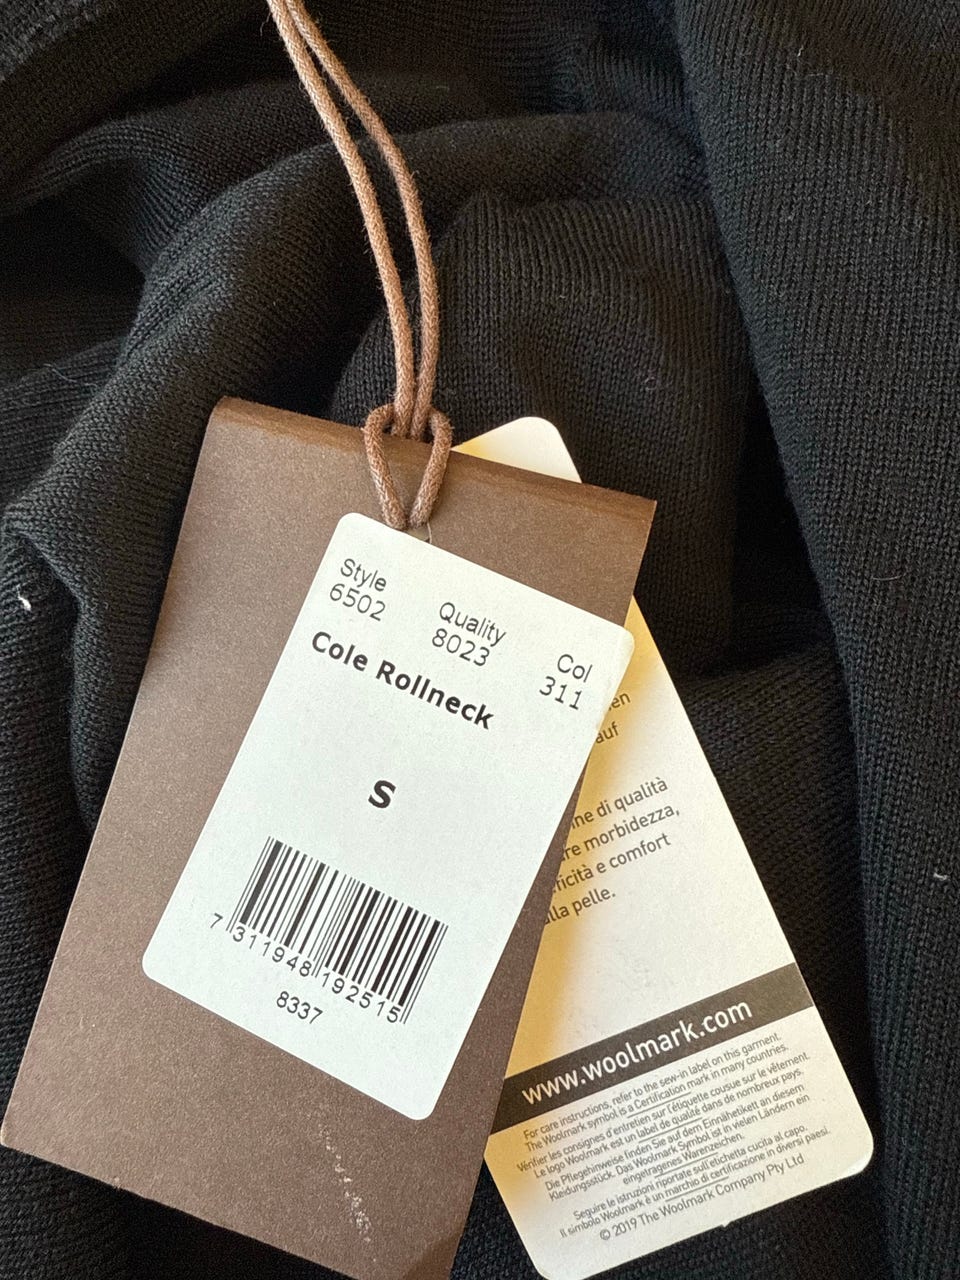 Style
6502
Quality
8023
Col
311
Cole Rollneck
S
7 311948 192515
8337
auf
di qualità
morbidezza,
e comfort
pelle.
www.woolmark.com
For care instructions, refer to the sew-in label on this garment.
The Woolmark symbol is a Certification mark in many countries.
Vérifier les consignes d'entretien sur l'étiquette cousue sur le vêtement.
Le logo Woolmark est un label de qualité dans de nombreux pays.
Die Pflegehinweise finden Sie auf dem Einnähetikett an diesem
Kleidungsstück. Das Woolmark Symbol ist in vielen Ländern ein
eingetragenes Warenzeichen.
Seguire le istruzioni riportate sull'etichetta cucita al capo.
Il simbolo Woolmark è un marchio di certificazione in diversi paesi.
© 2019 The Woolmark Company Pty Ltd